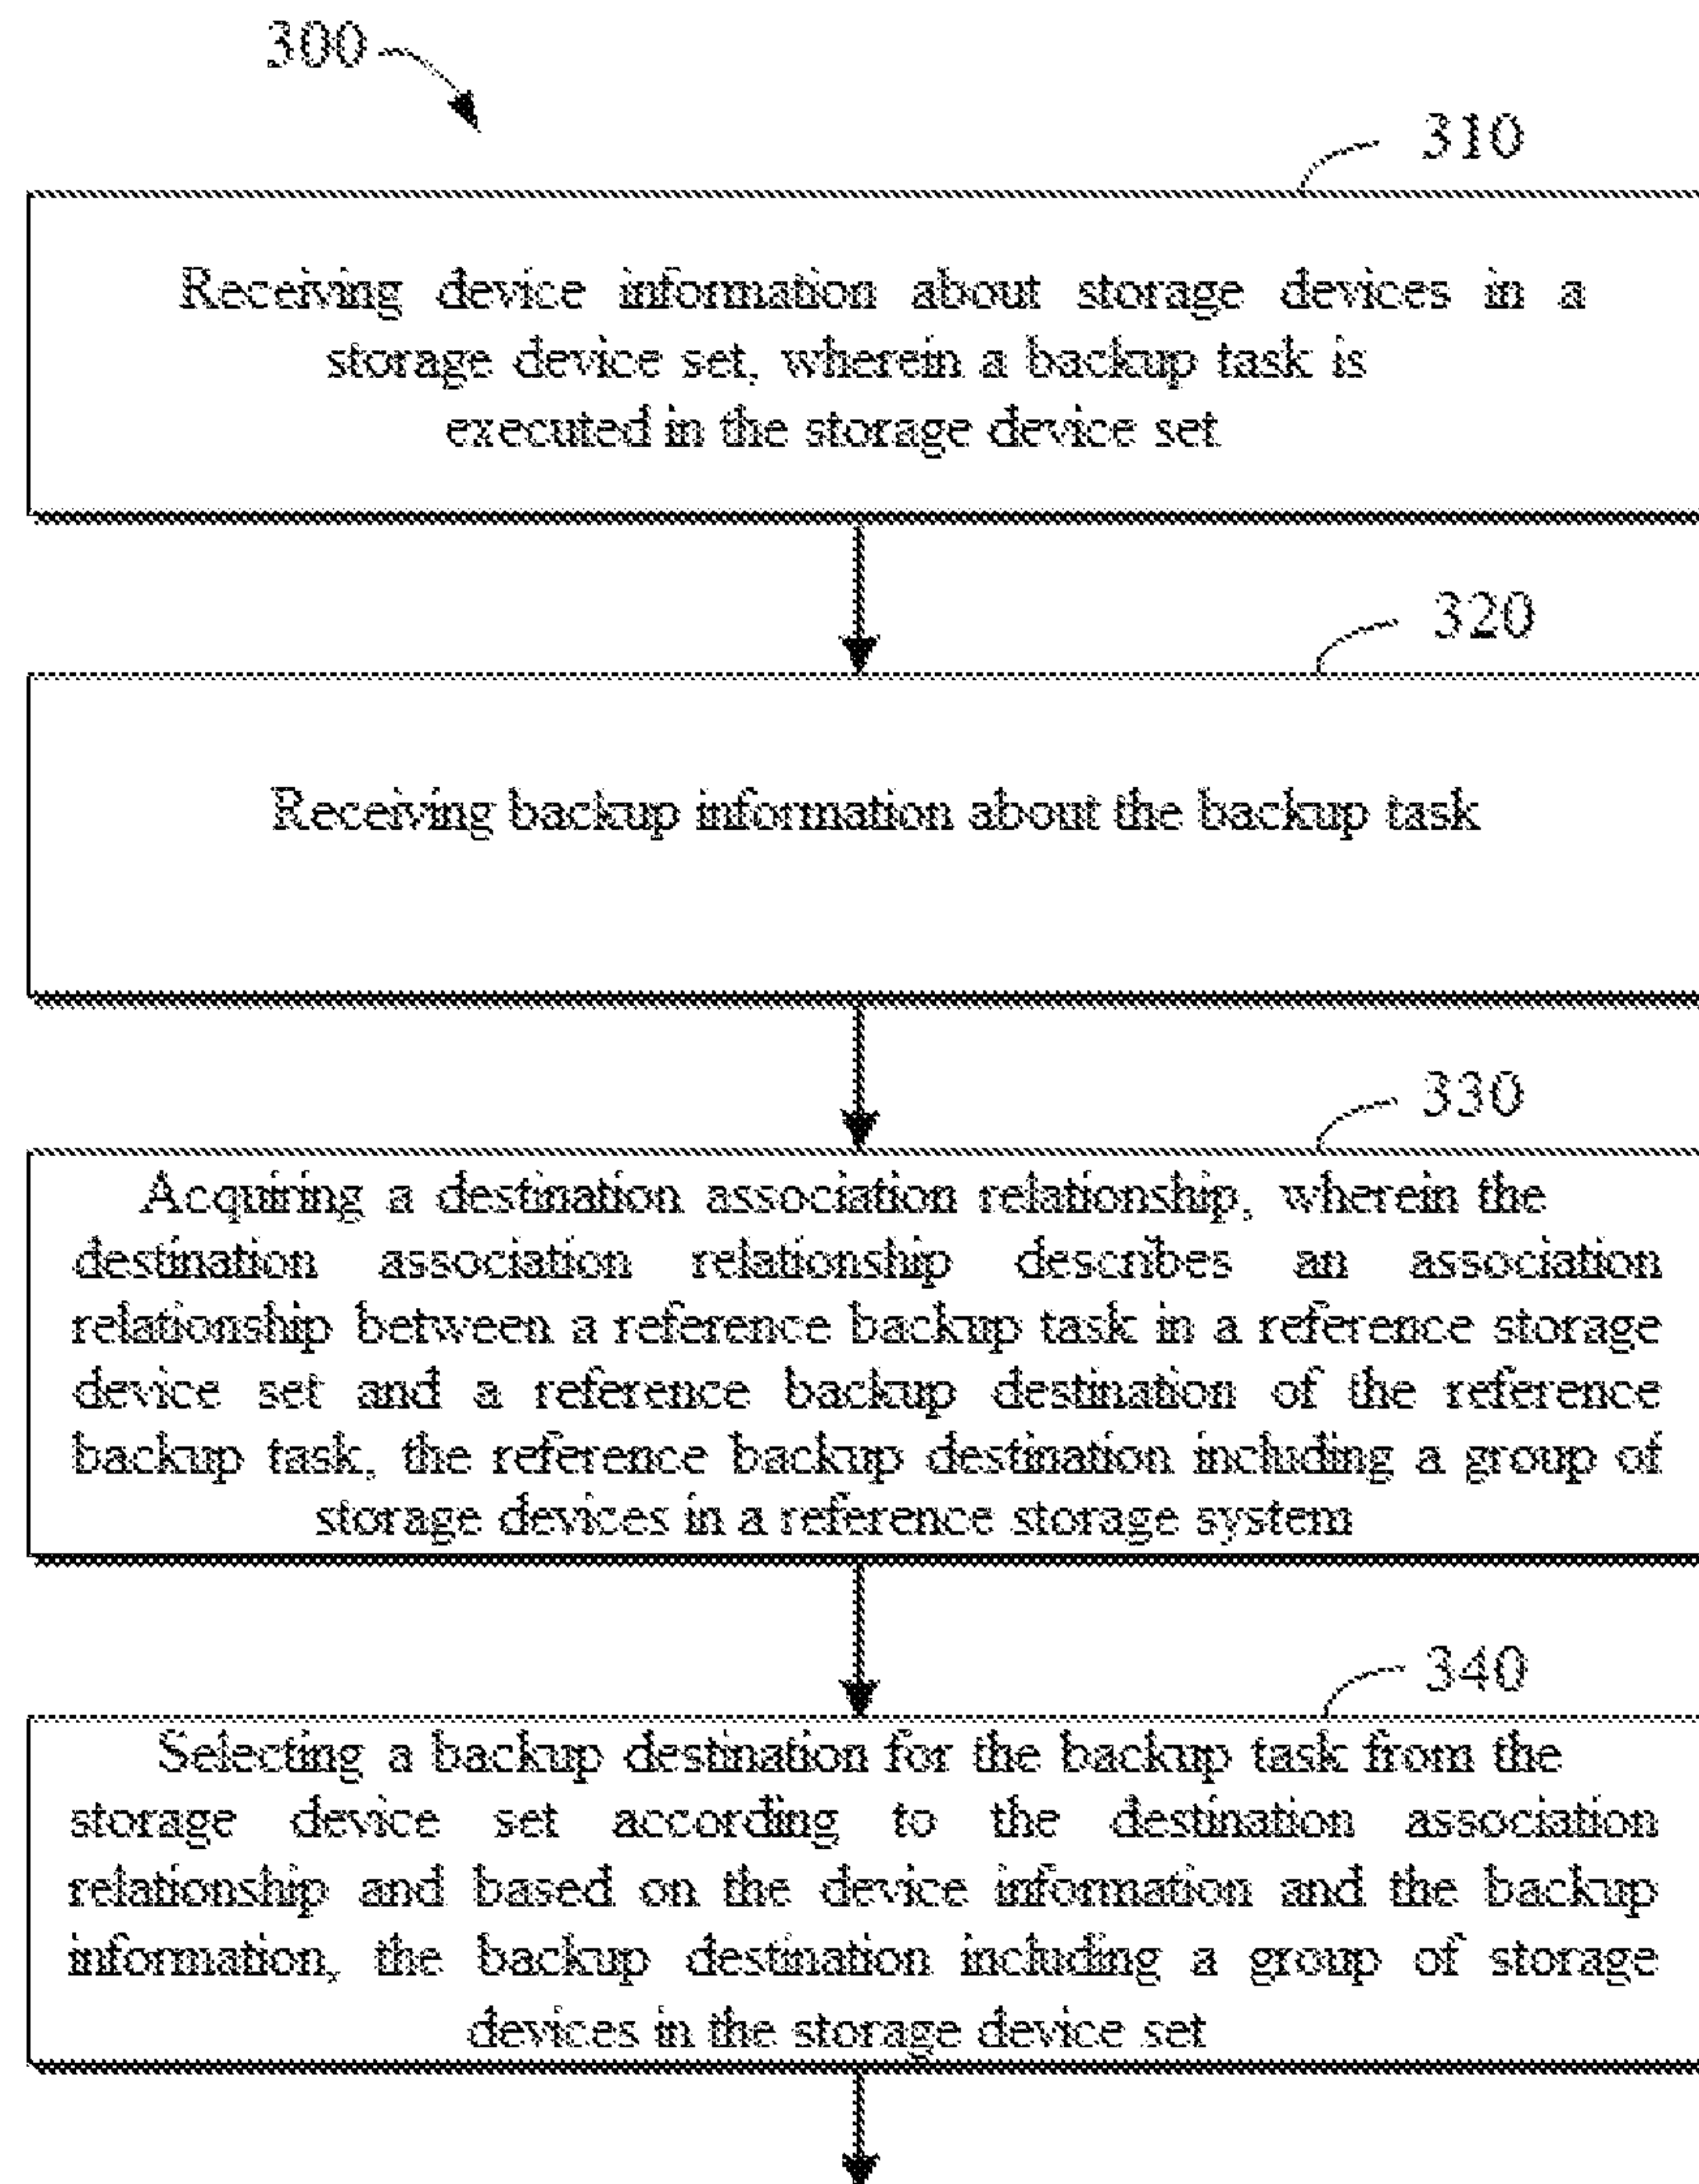 300
310
Receiving device information about storage devices in a
storage device set, wherein a backup task is
executed in the storage device set
320
Receiving backup information about the backup task
330
Acquiring a destination association relationship, wherein the
destination association relationship describes an association
relationship between a reference backup task in a reference storage
device set and a reference backup destination of the reference
backup task, the reference backup destination including a group of
storage devices in a reference storage system
340
Selecting a backup destination for the backup task from the
storage device set according to the destination association
relationship and based on the device information and the backup
information, the backup destination including a group of storage
devices in the storage device set